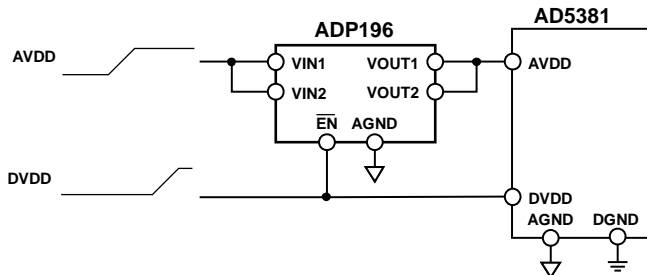 ADP196
AD5381
AVDD
VIN1
VOUT1
AVDD
VIN2
VOUT2
EN
AGND
DVDD
DVDD
AGND
DGND